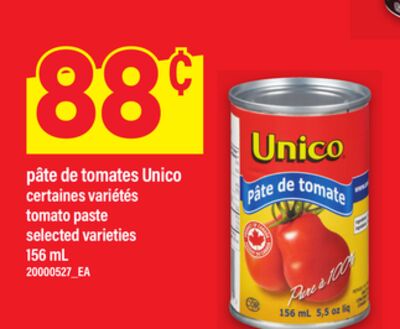 88¢
pâte de tomates Unico
certaines variétés
tomato paste
selected varieties
156 mL
20000527_EA
Unico
Pâte de tomate
Pure à 100%
156 mL 5,5 oz liq